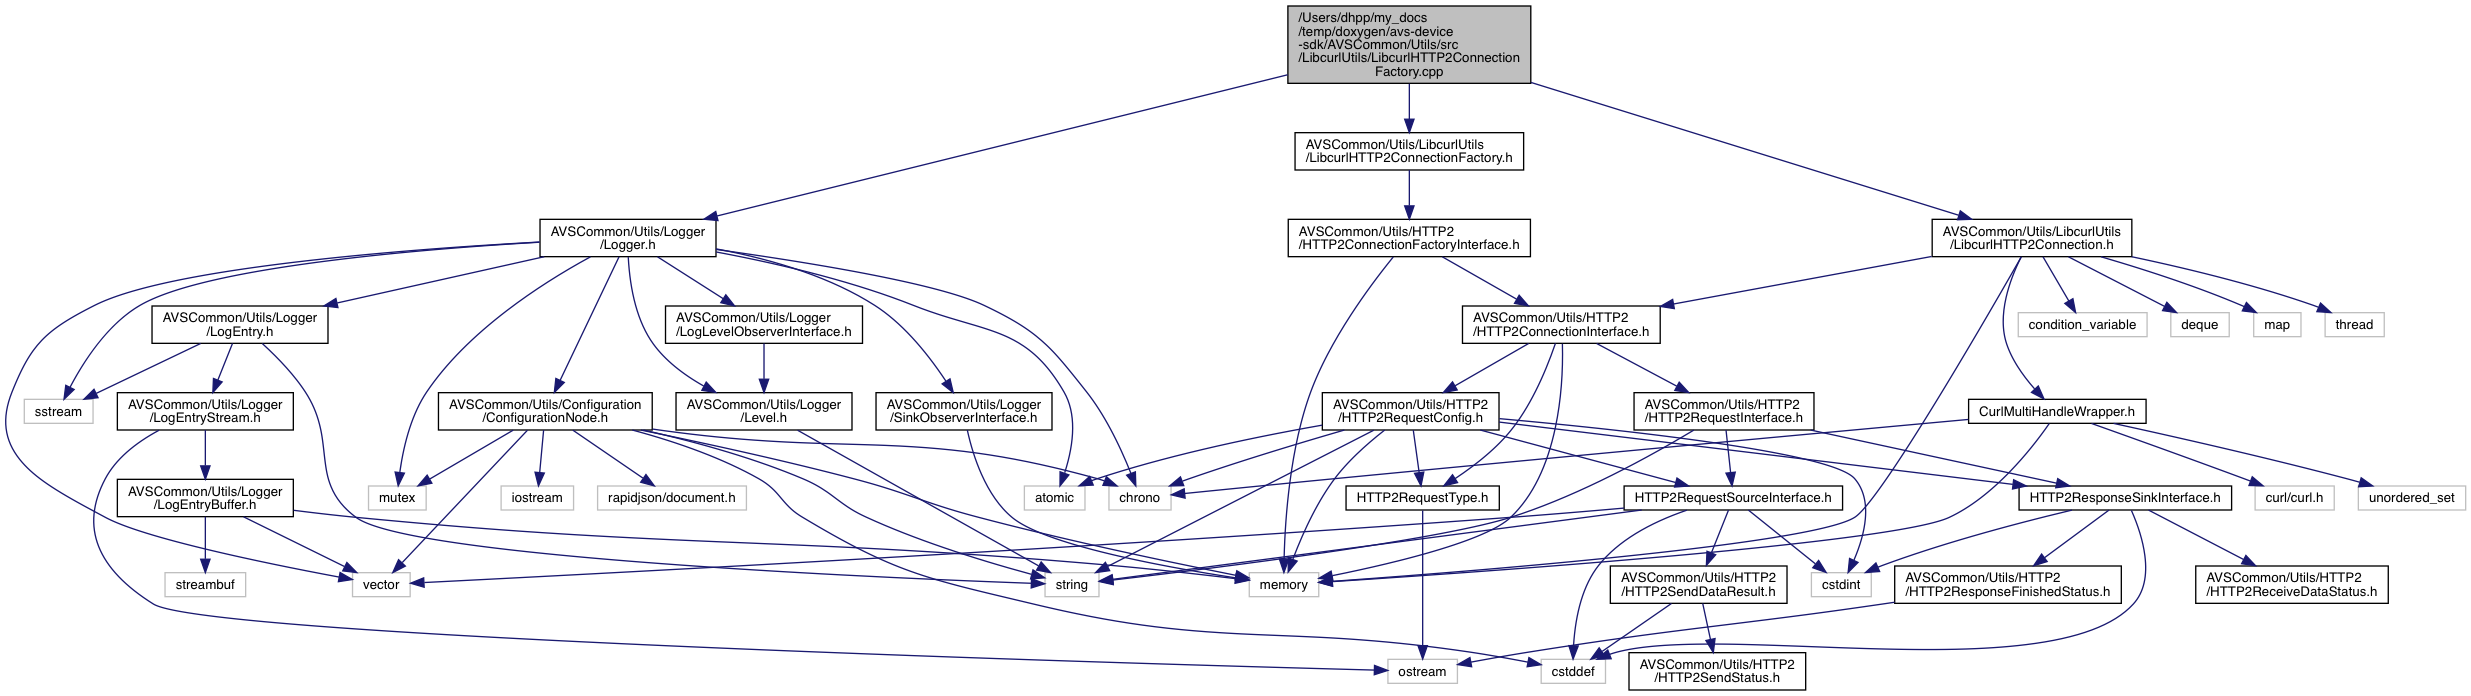 /Users/dhpp/my_docs
/temp/doxygen/avs-device
-sdk/AVSCommon/Utils/src
/LibcurlUtils/LibcurlHTTP2Connection
Factory.cpp
AVSCommon/Utils/LibcurlUtils
/LibcurlHTTP2ConnectionFactory.h
AVSCommon/Utils/Logger
/Logger.h
AVSCommon/Utils/HTTP2
/HTTP2ConnectionFactoryInterface.h
AVSCommon/Utils/LibcurlUtils
/LibcurlHTTP2Connection.h
AVSCommon/Utils/Logger
/LogEntry.h
AVSCommon/Utils/Logger
/LogLevelObserverInterface.h
AVSCommon/Utils/HTTP2
/HTTP2ConnectionInterface.h
condition_variable
deque
map
thread
sstream
AVSCommon/Utils/Logger
/LogEntryStream.h
AVSCommon/Utils/Configuration
/ConfigurationNode.h
AVSCommon/Utils/Logger
/Level.h
AVSCommon/Utils/Logger
/SinkObserverInterface.h
AVSCommon/Utils/HTTP2
/HTTP2RequestConfig.h
AVSCommon/Utils/HTTP2
/HTTP2RequestInterface.h
CurlMultiHandleWrapper.h
AVSCommon/Utils/Logger
/LogEntryBuffer.h
mutex
iostream
rapidjson/document.h
atomic
chrono
HTTP2RequestType.h
HTTP2RequestSourceInterface.h
HTTP2ResponseSinkInterface.h
curl/curl.h
unordered_set
streambuf
vector
string
memory
AVSCommon/Utils/HTTP2
/HTTP2SendDataResult.h
cstdint
AVSCommon/Utils/HTTP2
/HTTP2ResponseFinishedStatus.h
AVSCommon/Utils/HTTP2
/HTTP2ReceiveDataStatus.h
ostream
cstddef
AVSCommon/Utils/HTTP2
/HTTP2SendStatus.h